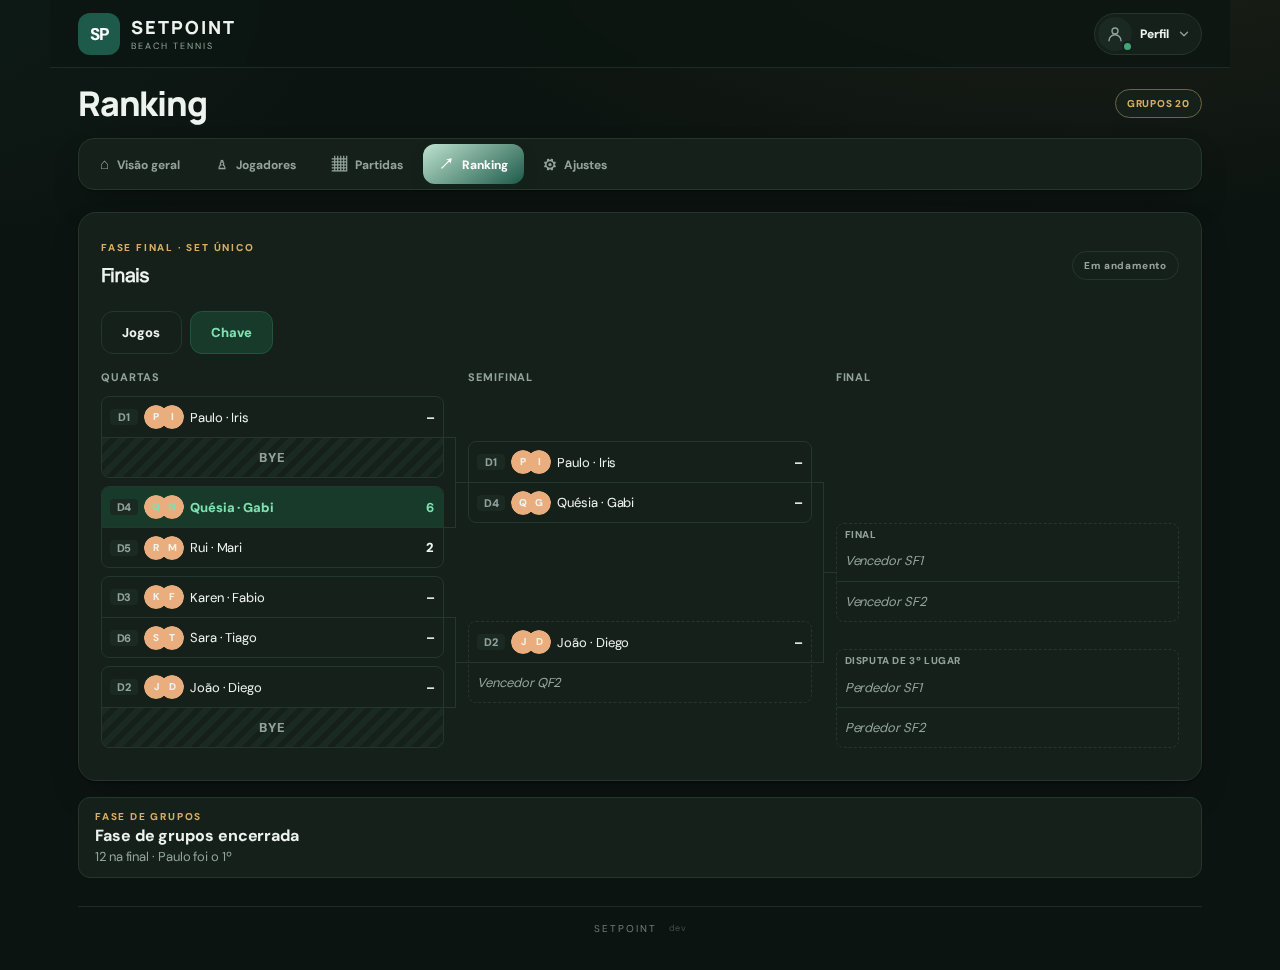 SP
SETPOINT
BEACH TENNIS
Perfil
Ranking
GRUPOS 20
Visão geral
Jogadores
Partidas
Ranking
Ajustes
FASE FINAL · SET ÚNICO
Finais
Em andamento
Jogos
Chave
QUARTAS
D1 P I Paulo · Iris –
BYE
D4 Q G Quésia · Gabi 6
D5 R M Rui · Mari 2
D3 K F Karen · Fabio –
D6 S T Sara · Tiago –
D2 J D João · Diego –
BYE
SEMIFINAL
D1 P I Paulo · Iris –
D4 Q G Quésia · Gabi –
D2 J D João · Diego –
Vencedor QF2
FINAL
FINAL
Vencedor SF1
Vencedor SF2
DISPUTA DE 3º LUGAR
Perdedor SF1
Perdedor SF2
FASE DE GRUPOS
Fase de grupos encerrada
12 na final · Paulo foi o 1º
SETPOINT dev